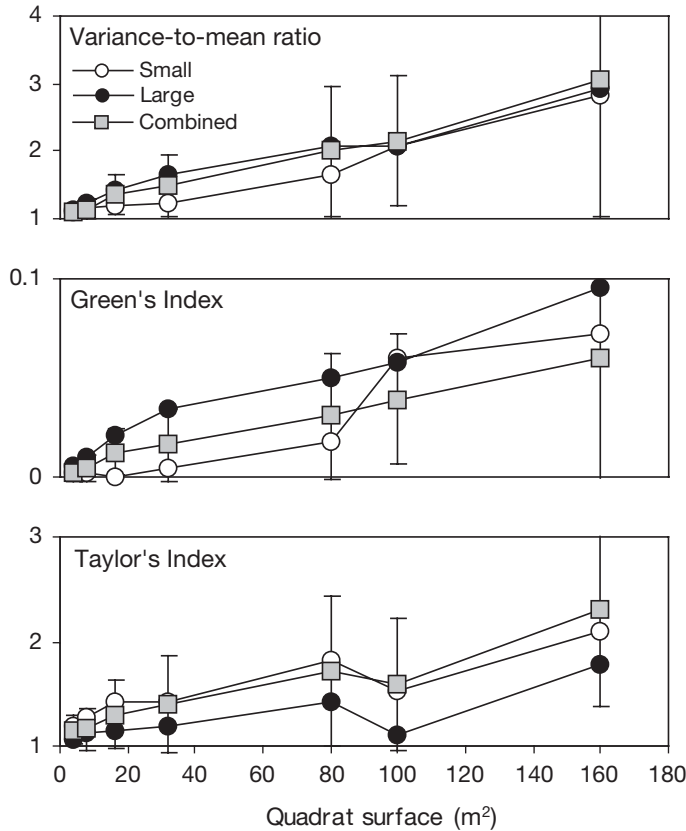 4
Variance-to-mean ratio
Small
Large
Combined
3
2
1
0.1
Green's Index
0
3
Taylor's Index
2
1
0 20 40 60 80 100 120 140 160 180
Quadrat surface (m²)